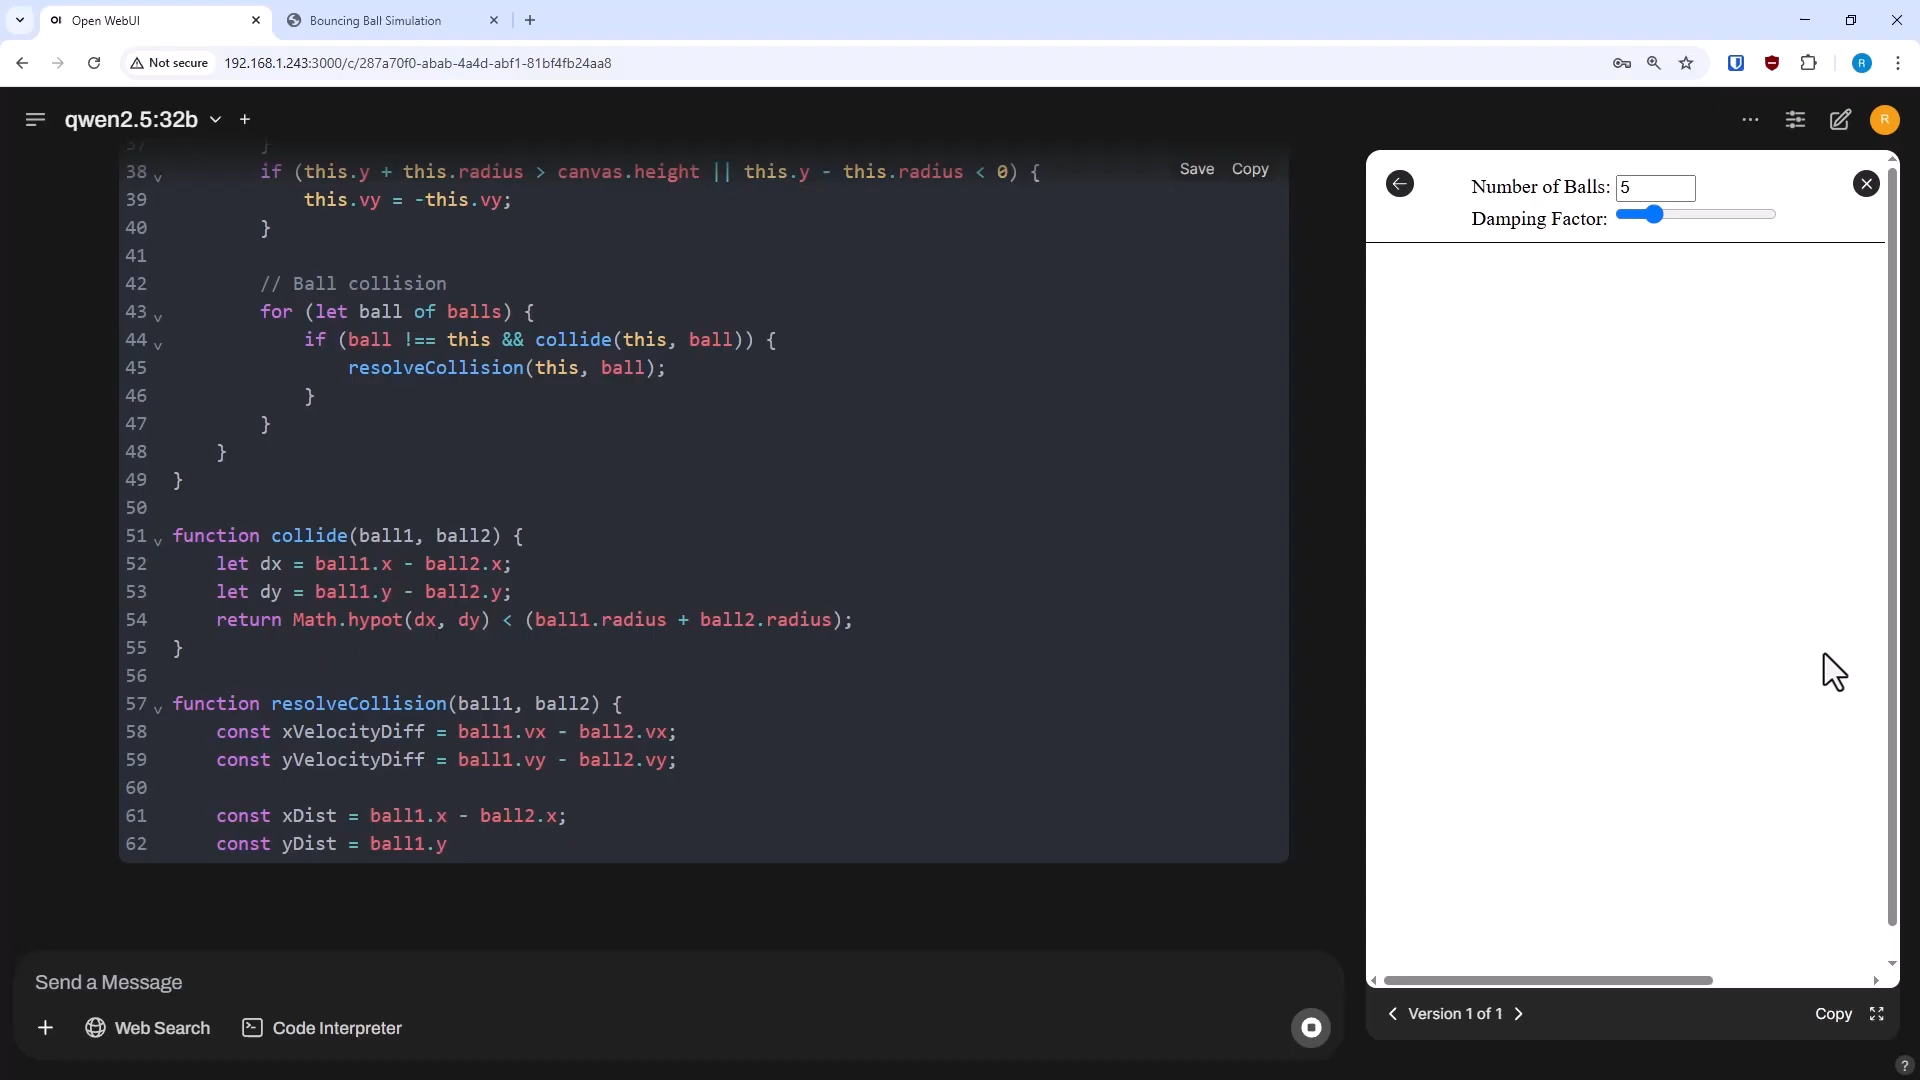 Open WebUI
Bouncing Ball Simulation
Not secure
192.168.1.243:3000/c/287a70f0-abab-4a4d-abf1-81bf4fb24aa8
R
qwen2.5:32b
R
Save Copy
37 }
38 if (this.y + this.radius > canvas.height || this.y - this.radius < 0) {
39 this.vy = -this.vy;
40 }
41
42 // Ball collision
43 for (let ball of balls) {
44 if (ball !== this && collide(this, ball)) {
45 resolveCollision(this, ball);
46 }
47 }
48 }
49 }
50
51 function collide(ball1, ball2) {
52 let dx = ball1.x - ball2.x;
53 let dy = ball1.y - ball2.y;
54 return Math.hypot(dx, dy) < (ball1.radius + ball2.radius);
55 }
56
57 function resolveCollision(ball1, ball2) {
58 const xVelocityDiff = ball1.vx - ball2.vx;
59 const yVelocityDiff = ball1.vy - ball2.vy;
60
61 const xDist = ball1.x - ball2.x;
62 const yDist = ball1.y
Send a Message
Web Search
Code Interpreter
Number of Balls: 5
Damping Factor:
Version 1 of 1
Copy
?